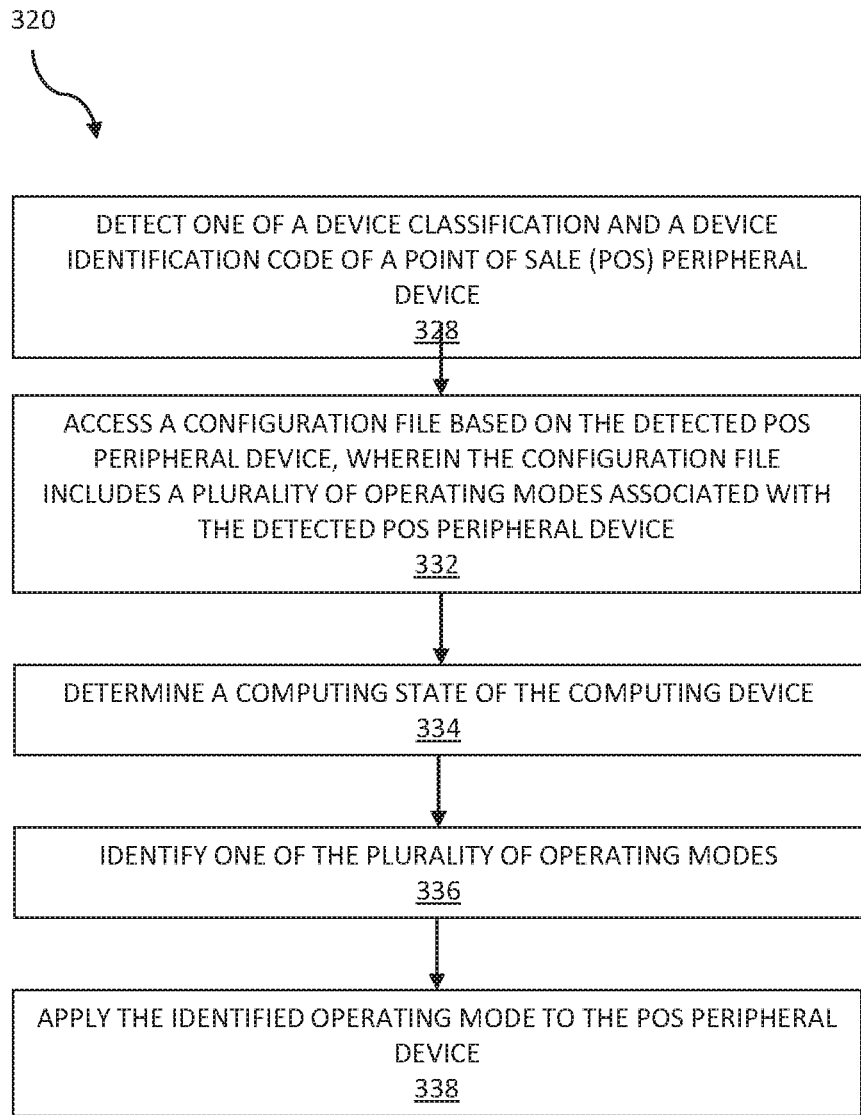 320
DETECT ONE OF A DEVICE CLASSIFICATION AND A DEVICE
IDENTIFICATION CODE OF A POINT OF SALE (POS) PERIPHERAL
DEVICE
328
ACCESS A CONFIGURATION FILE BASED ON THE DETECTED POS
PERIPHERAL DEVICE, WHEREIN THE CONFIGURATION FILE
INCLUDES A PLURALITY OF OPERATING MODES ASSOCIATED WITH
THE DETECTED POS PERIPHERAL DEVICE
332
DETERMINE A COMPUTING STATE OF THE COMPUTING DEVICE
334
IDENTIFY ONE OF THE PLURALITY OF OPERATING MODES
336
APPLY THE IDENTIFIED OPERATING MODE TO THE POS PERIPHERAL
DEVICE
338